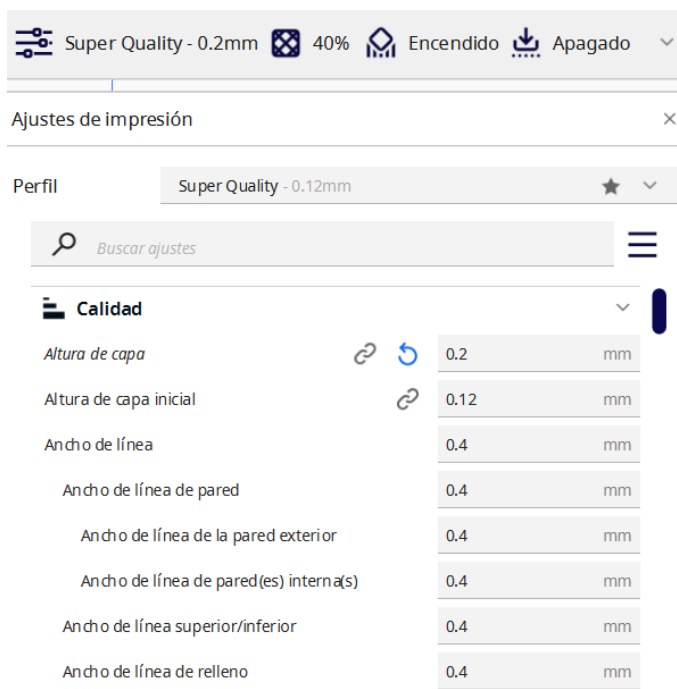 Super Quality - 0.2mm 40% Encendido Apagado
Ajustes de impresión
Perfil Super Quality - 0.12mm
Buscar ajustes
Calidad
Altura de capa 0.2 mm
Altura de capa inicial 0.12 mm
Ancho de línea 0.4 mm
Ancho de línea de pared 0.4 mm
Ancho de línea de la pared exterior 0.4 mm
Ancho de línea de pared(es) interna(s) 0.4 mm
Ancho de línea superior/inferior 0.4 mm
Ancho de línea de relleno 0.4 mm